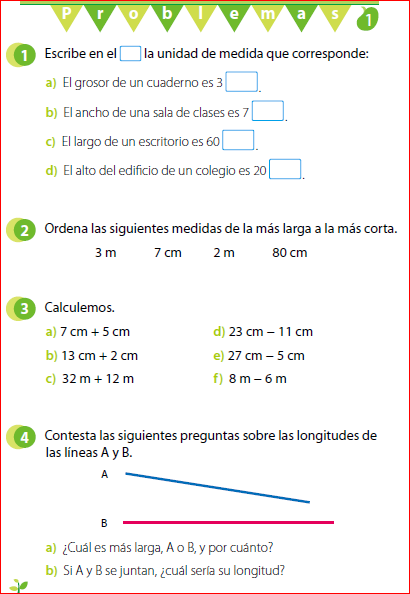 Problemas 1
1 Escribe en el la unidad de medida que corresponde:
a) El grosor de un cuaderno es 3 .
b) El ancho de una sala de clases es 7 .
c) El largo de un escritorio es 60 .
d) El alto del edificio de un colegio es 20 .
2 Ordena las siguientes medidas de la más larga a la más corta.
3 m 7 cm 2 m 80 cm
3 Calculemos.
a) 7 cm + 5 cm d) 23 cm − 11 cm
b) 13 cm + 2 cm e) 27 cm − 5 cm
c) 32 m + 12 m f) 8 m − 6 m
4 Contesta las siguientes preguntas sobre las longitudes de
las líneas A y B.
A
B
a) ¿Cuál es más larga, A o B, y por cuánto?
b) Si A y B se juntan, ¿cuál sería su longitud?